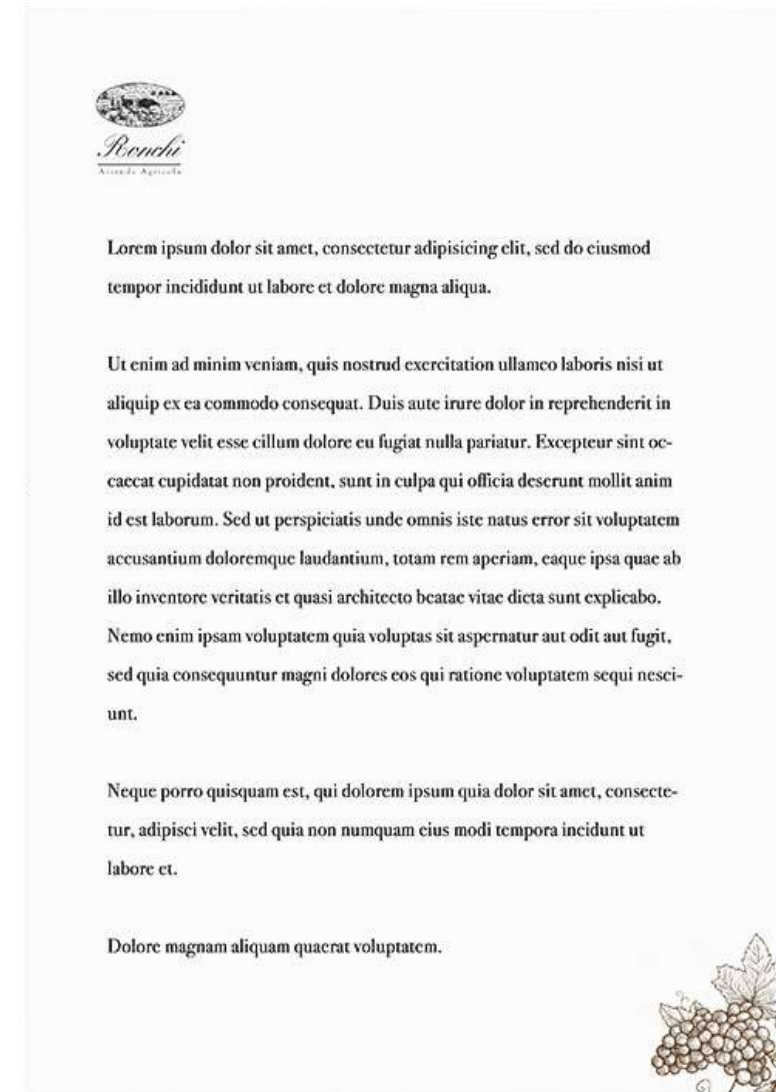 Ronchi
Azienda Agricola
Lorem ipsum dolor sit amet, consectetur adipisicing elit, sed do eiusmod
tempor incididunt ut labore et dolore magna aliqua.
Ut enim ad minim veniam, quis nostrud exercitation ullamco laboris nisi ut
aliquip ex ea commodo consequat. Duis aute irure dolor in reprehenderit in
voluptate velit esse cillum dolore eu fugiat nulla pariatur. Excepteur sint oc-
caecat cupidatat non proident, sunt in culpa qui officia deserunt mollit anim
id est laborum. Sed ut perspiciatis unde omnis iste natus error sit voluptatem
accusantium doloremque laudantium, totam rem aperiam, eaque ipsa quae ab
illo inventore veritatis et quasi architecto beatae vitae dicta sunt explicabo.
Nemo enim ipsam voluptatem quia voluptas sit aspernatur aut odit aut fugit,
sed quia consequuntur magni dolores eos qui ratione voluptatem sequi nesci-
unt.
Neque porro quisquam est, qui dolorem ipsum quia dolor sit amet, consecte-
tur, adipisci velit, sed quia non numquam eius modi tempora incidunt ut
labore et.
Dolore magnam aliquam quaerat voluptatem.